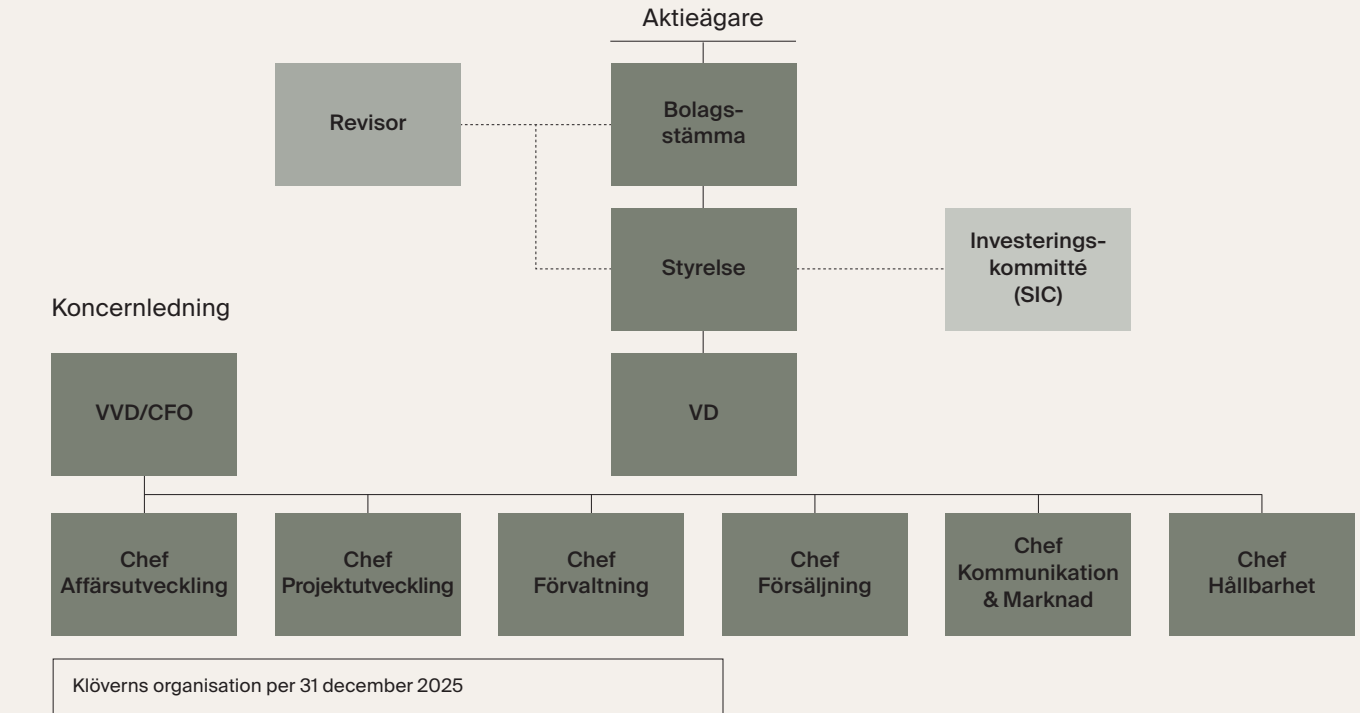 Aktieägare
Revisor
Bolags-
stämma
Styrelse
Investerings-
kommitté
(SIC)
Koncernledning
VVD/CFO
VD
Chef
Affärsutveckling
Chef
Projektutveckling
Chef
Förvaltning
Chef
Försäljning
Chef
Kommunikation
& Marknad
Chef
Hållbarhet
Klöverns organisation per 31 december 2025